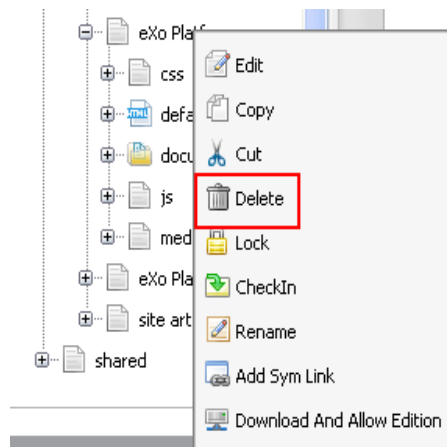 eXo Platf
css
defa
docu
js
med
eXo Pla
site art
shared
Edit
Copy
Cut
Delete
Lock
CheckIn
Rename
Add Sym Link
Download And Allow Edition